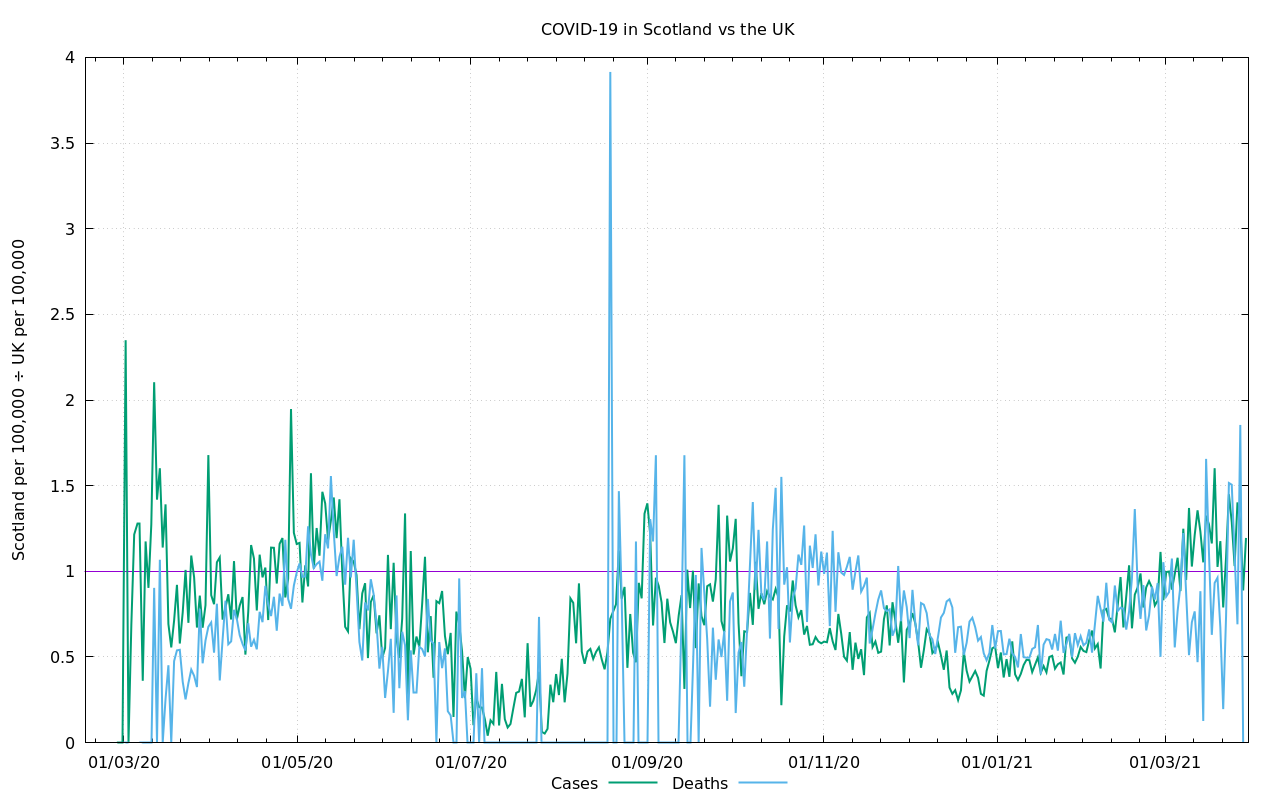 COVID-19 in Scotland vs the UK
4
3.5
3
2.5
2
1.5
1
0.5
0
Scotland per 100,000 ÷ UK per 100,000
01/03/20 01/05/20 01/07/20 01/09/20 01/11/20 01/01/21 01/03/21
Cases Deaths